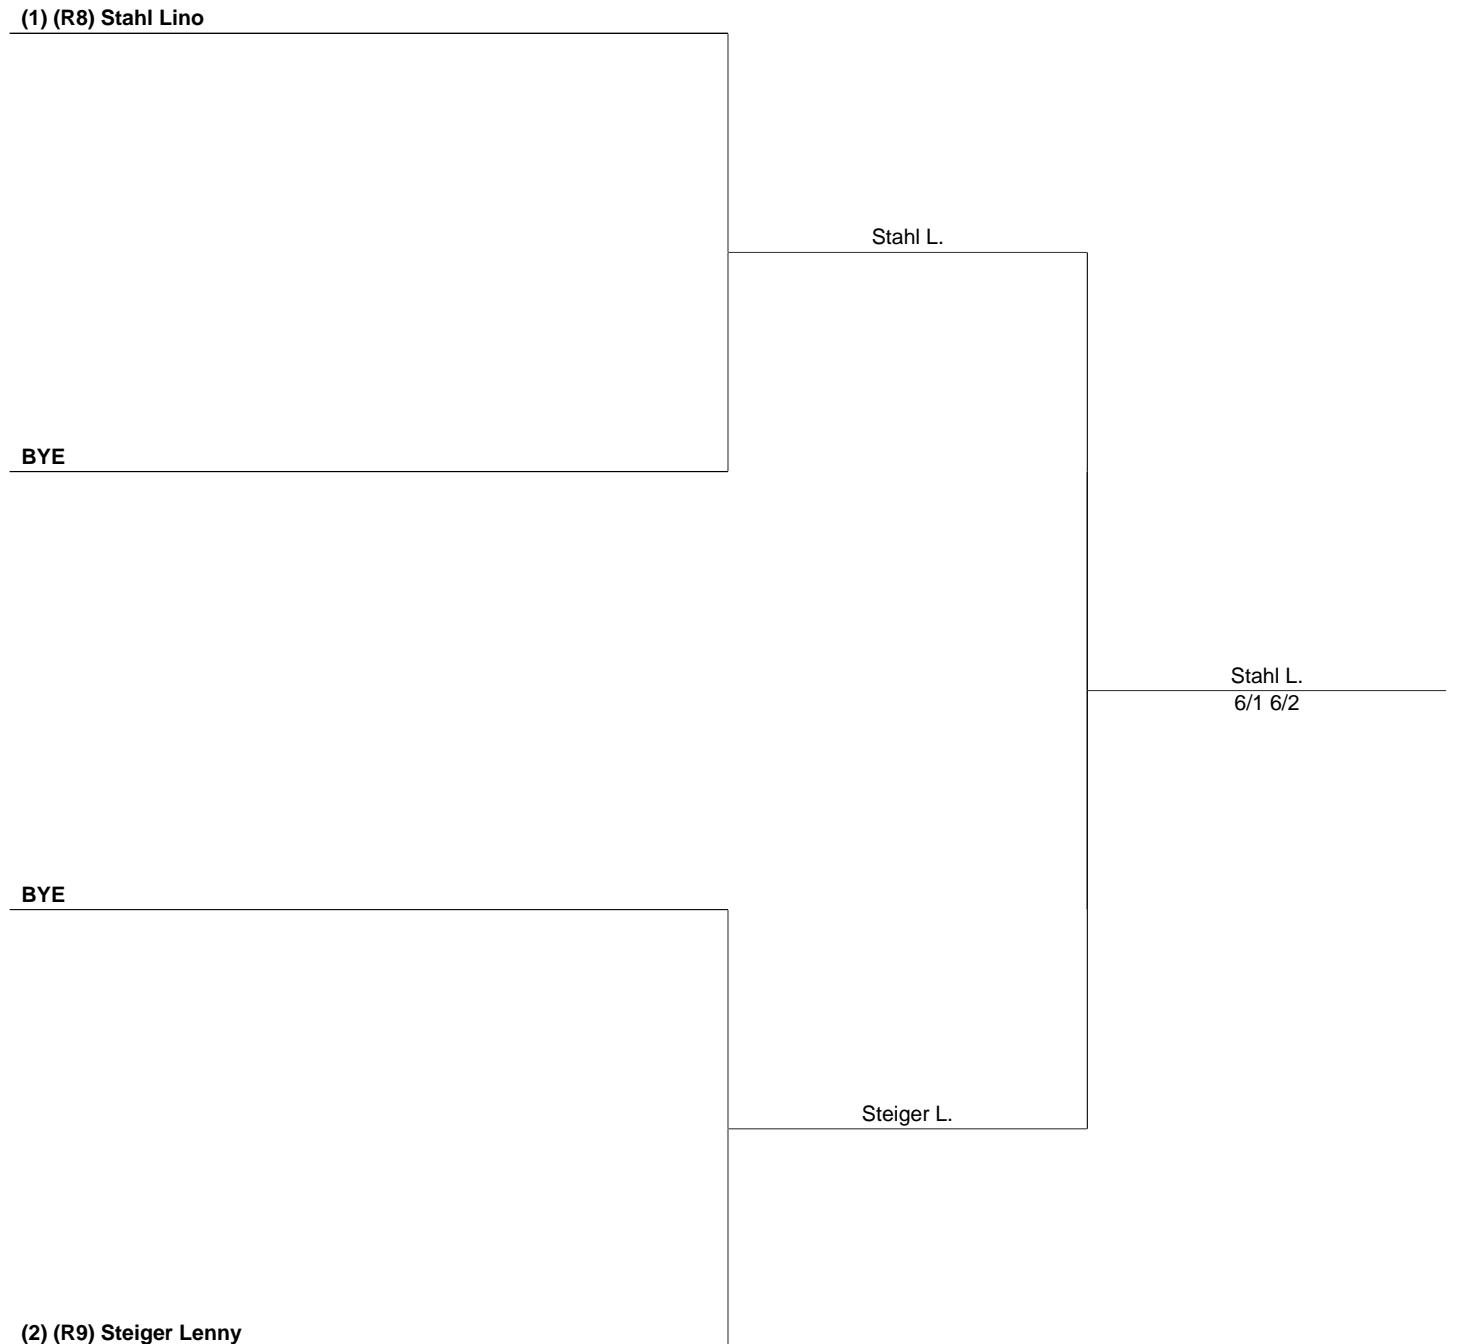 (1) (R8) Stahl Lino
Stahl L.
BYE
Stahl L.
6/1 6/2
BYE
Steiger L.
(2) (R9) Steiger Lenny